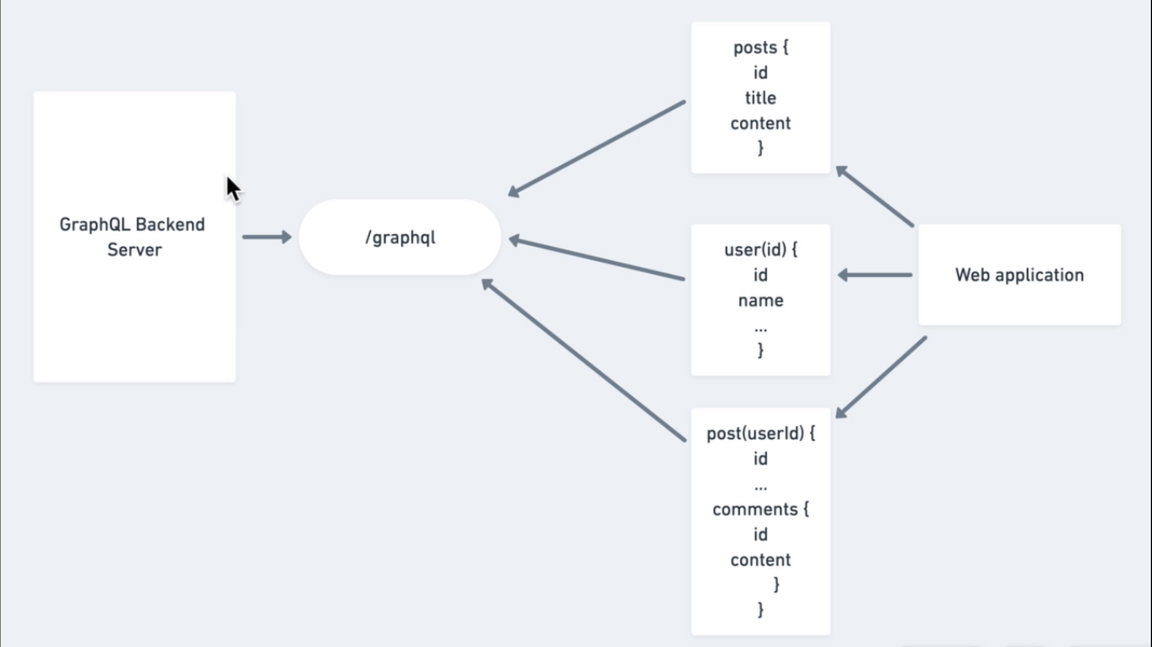 GraphQL Backend
Server
/graphql
posts {
id
title
content
}
user(id) {
id
name
...
}
post(userId) {
id
...
comments {
id
content
}
}
Web application